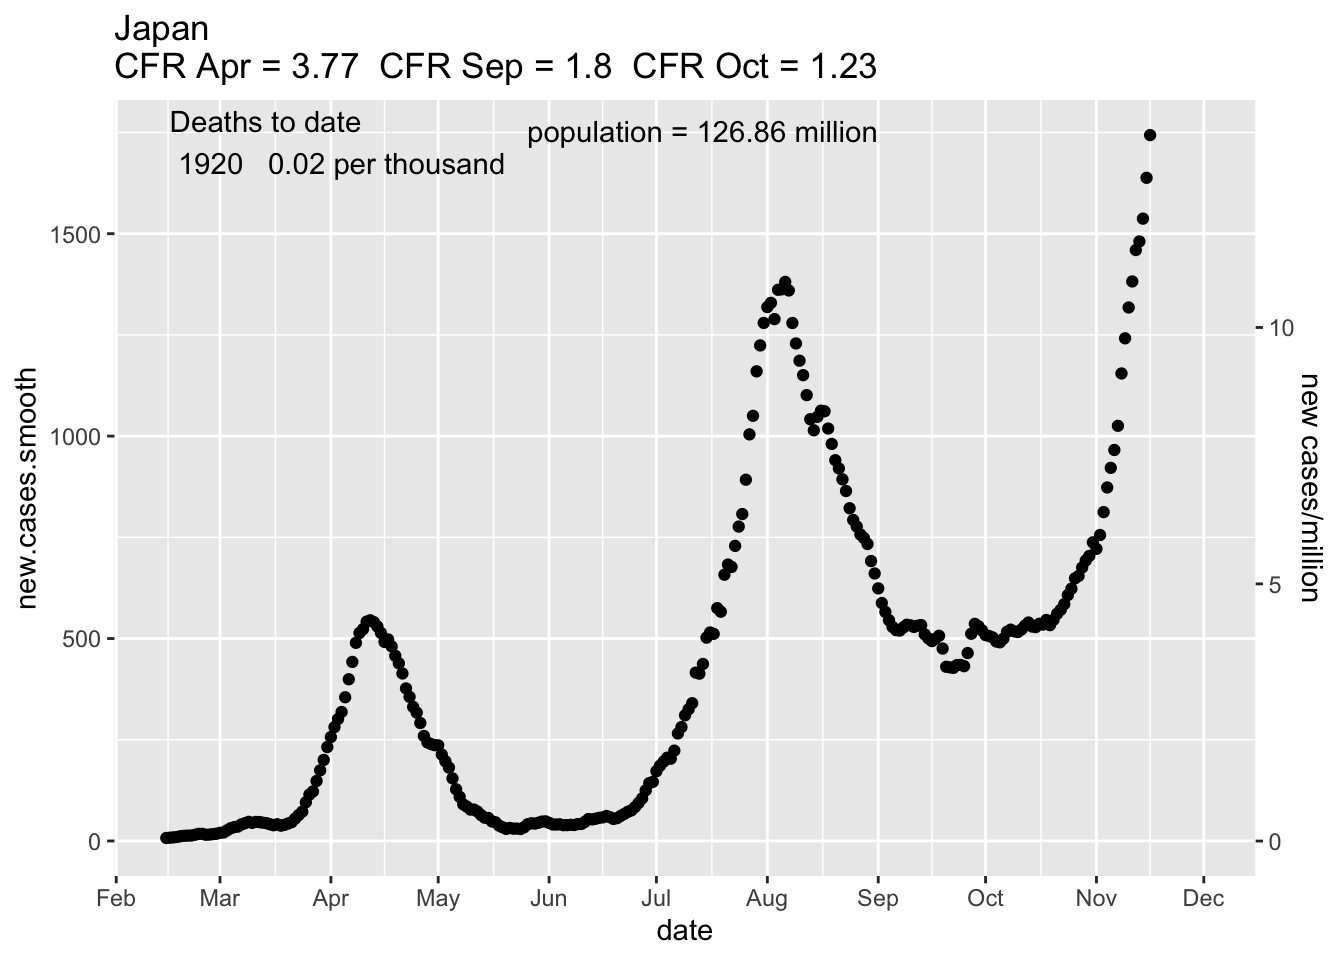 Japan
CFR Apr = 3.77  CFR Sep = 1.8  CFR Oct = 1.23
Deaths to date
population = 126.86 million
1920   0.02 per thousand
1500
1000
500
0
10
5
0
new.cases.smooth
new cases/million
Feb Mar Apr May Jun Jul Aug Sep Oct Nov Dec
date